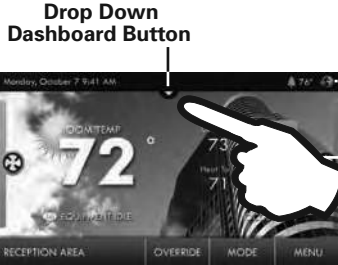 Drop Down
Dashboard Button
Monday, October 7 9:41 AM
76°
ROOM TEMP
72°
73
Heat
71
EQUIPMENT IDLE
RECEPTION AREA
OVERRIDE
MODE
MENU